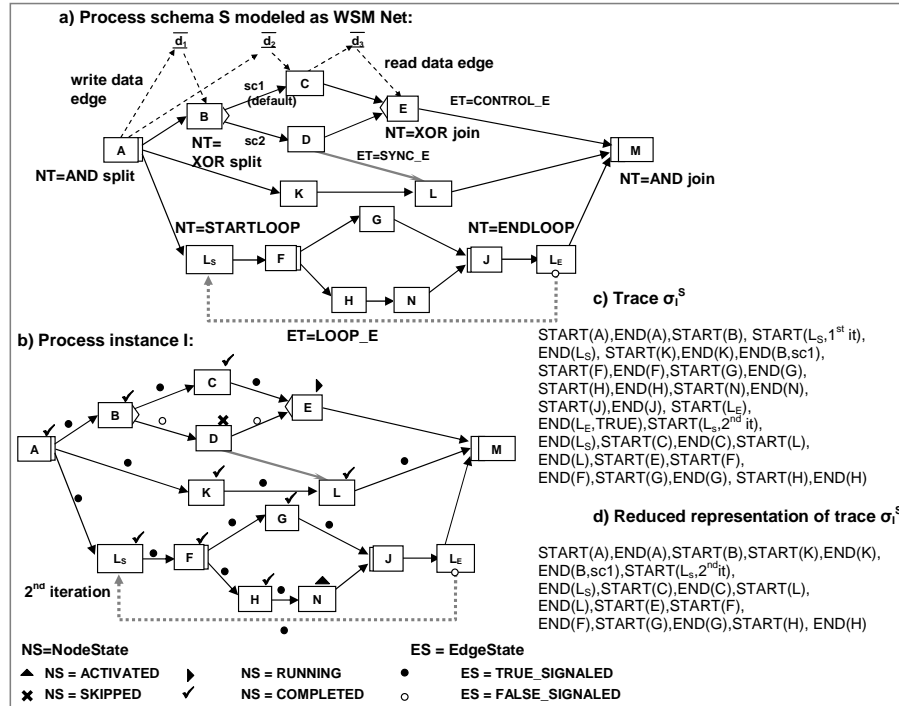 a) Process schema S modeled as WSM Net:
d1 d2 d3
write data
edge
read data edge
sc1
(default)
C
B
E
ET=CONTROL_E
NT=XOR join
A
NT=
XOR split
sc2
D
ET=SYNC_E
M
NT=AND split
NT=AND join
K
L
NT=STARTLOOP
G
NT=ENDLOOP
LS
F
J
LE
H
N
ET=LOOP_E
b) Process instance I:
C
B
E
D
A
M
K
L
G
LS
F
J
LE
2nd iteration
H
N
c) Trace σIS
START(A),END(A),START(B), START(LS,1st it),
END(LS), START(K),END(K),END(B,sc1),
START(F),END(F),START(G),END(G),
START(H),END(H),START(N),END(N),
START(J),END(J), START(LE),
END(LE,TRUE),START(LS,2nd it),
END(LS),START(C),END(C),START(L),
END(L),START(E),START(F),
END(F),START(G),END(G), START(H),END(H)
d) Reduced representation of trace σIS
START(A),END(A),START(B),START(K),END(K),
END(B,sc1),START(LS,2ndit),
END(LS),START(C),END(C),START(L),
END(L),START(E),START(F),
END(F),START(G),END(G),START(H), END(H)
NS=NodeState
ES = EdgeState
NS = ACTIVATED
NS = RUNNING
ES = TRUE_SIGNALED
NS = SKIPPED
NS = COMPLETED
ES = FALSE_SIGNALED